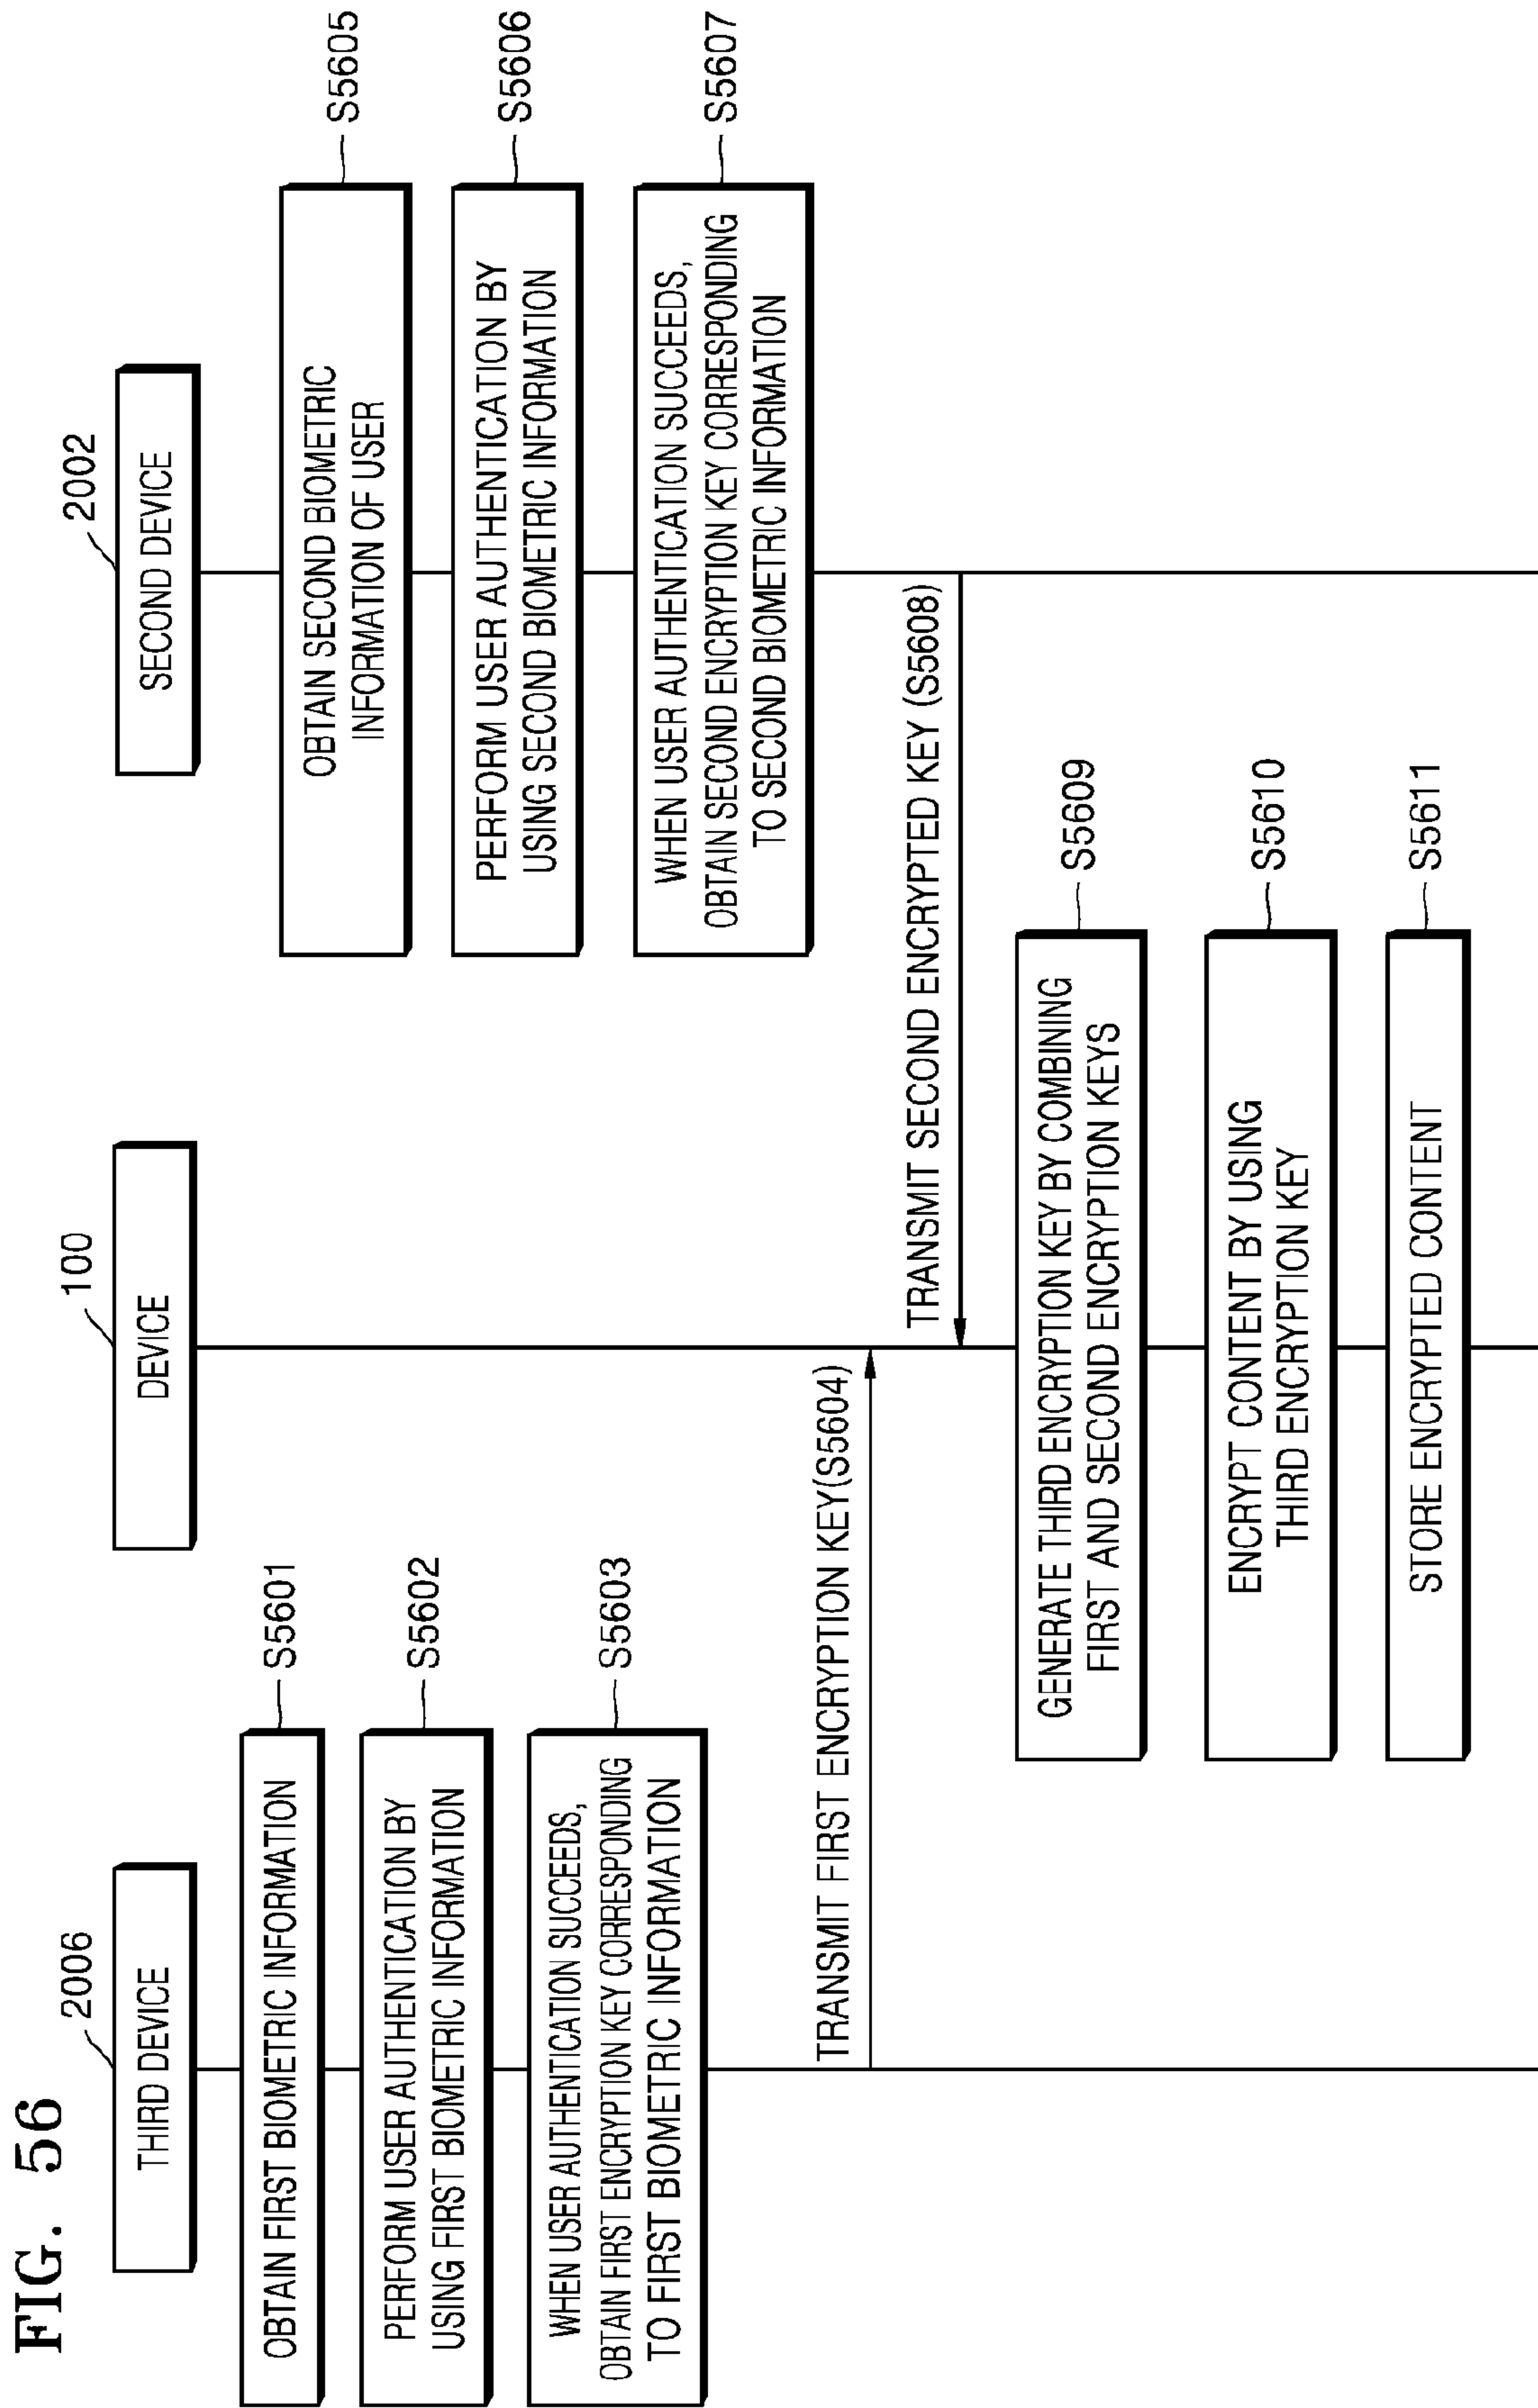 FIG. 56
2006
THIRD DEVICE
100
DEVICE
2002
SECOND DEVICE
OBTAIN FIRST BIOMETRIC INFORMATION
S5601
PERFORM USER AUTHENTICATION BY
USING FIRST BIOMETRIC INFORMATION
S5602
WHEN USER AUTHENTICATION SUCCEEDS,
OBTAIN FIRST ENCRYPTION KEY CORRESPONDING
TO FIRST BIOMETRIC INFORMATION
S5603
OBTAIN SECOND BIOMETRIC
INFORMATION OF USER
S5605
PERFORM USER AUTHENTICATION BY
USING SECOND BIOMETRIC INFORMATION
S5606
WHEN USER AUTHENTICATION SUCCEEDS,
OBTAIN SECOND ENCRYPTION KEY CORRESPONDING
TO SECOND BIOMETRIC INFORMATION
S5607
TRANSMIT FIRST ENCRYPTION KEY(S5604)
TRANSMIT SECOND ENCRYPTED KEY (S5608)
GENERATE THIRD ENCRYPTION KEY BY COMBINING
FIRST AND SECOND ENCRYPTION KEYS
S5609
ENCRYPT CONTENT BY USING
THIRD ENCRYPTION KEY
S5610
STORE ENCRYPTED CONTENT
S5611